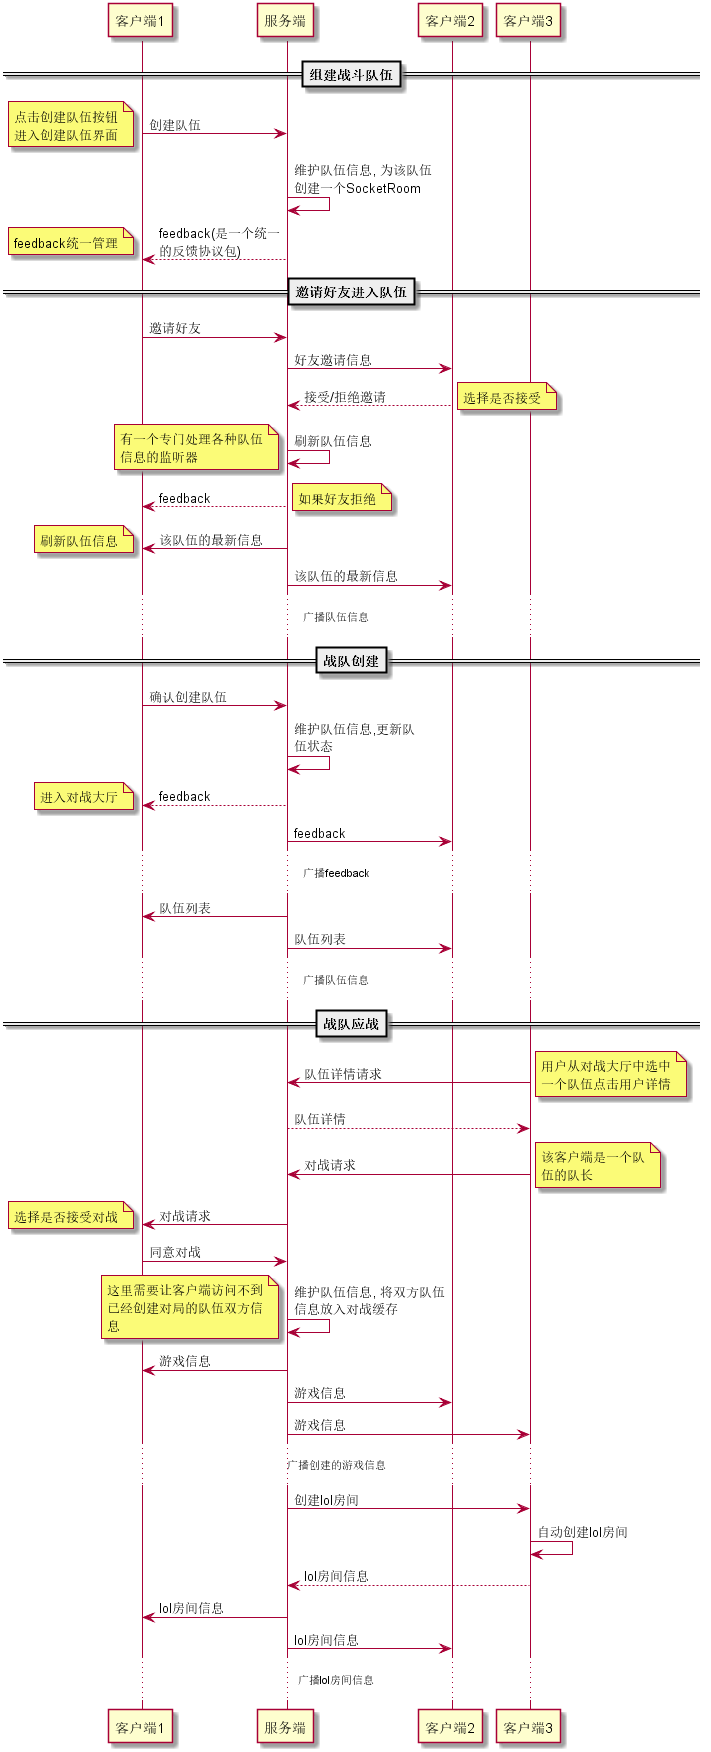 客户端1
服务端
客户端2
客户端3
组建战斗队伍
点击创建队伍按钮
进入创建队伍界面
创建队伍
维护队伍信息, 为该队伍
创建一个SocketRoom
feedback统一管理
feedback(是一个统一
的反馈协议包)
邀请好友进入队伍
邀请好友
好友邀请信息
接受/拒绝邀请
选择是否接受
有一个专门处理各种队伍
信息的监听器
刷新队伍信息
feedback
如果好友拒绝
刷新队伍信息
该队伍的最新信息
该队伍的最新信息
广播队伍信息
战队创建
确认创建队伍
维护队伍信息,更新队
伍状态
进入对战大厅
feedback
feedback
广播feedback
队伍列表
队伍列表
广播队伍信息
战队应战
队伍详情请求
用户从对战大厅中选中
一个队伍点击用户详情
队伍详情
对战请求
该客户端是一个队
伍的队长
选择是否接受对战
对战请求
同意对战
这里需要让客户端访问不到
已经创建对局的队伍双方信
息
维护队伍信息, 将双方队伍
信息放入对战缓存
游戏信息
游戏信息
游戏信息
广播创建的游戏信息
创建lol房间
自动创建lol房间
lol房间信息
lol房间信息
lol房间信息
广播lol房间信息
客户端1
服务端
客户端2
客户端3